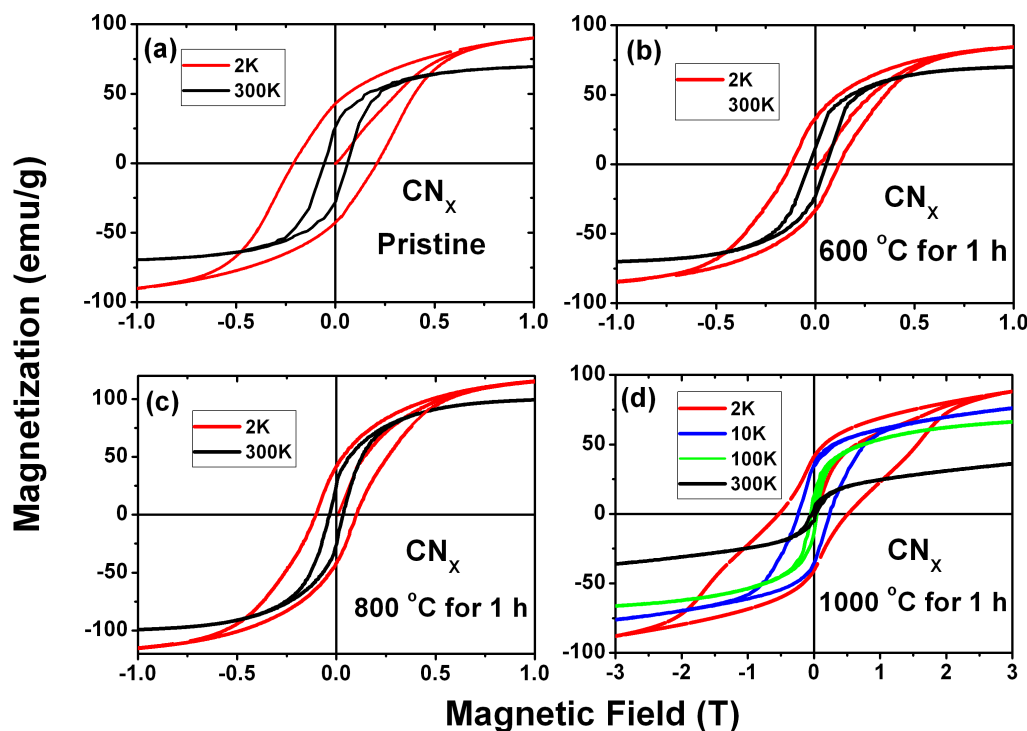 Magnetization (emu/g)
(a)
2K
300K
CNX
Pristine
100
50
0
-50
-100
-1.0 -0.5 0.0 0.5 1.0
(b)
2K
300K
CNX
600 °C for 1 h
100
50
0
-50
-100
-1.0 -0.5 0.0 0.5 1.0
(c)
2K
300K
CNX
800 °C for 1 h
100
50
0
-50
-100
-1.0 -0.5 0.0 0.5 1.0
(d)
2K
10K
100K
300K
CNX
1000 °C for 1 h
100
50
0
-50
-100
-3 -2 -1 0 1 2 3
Magnetic Field (T)